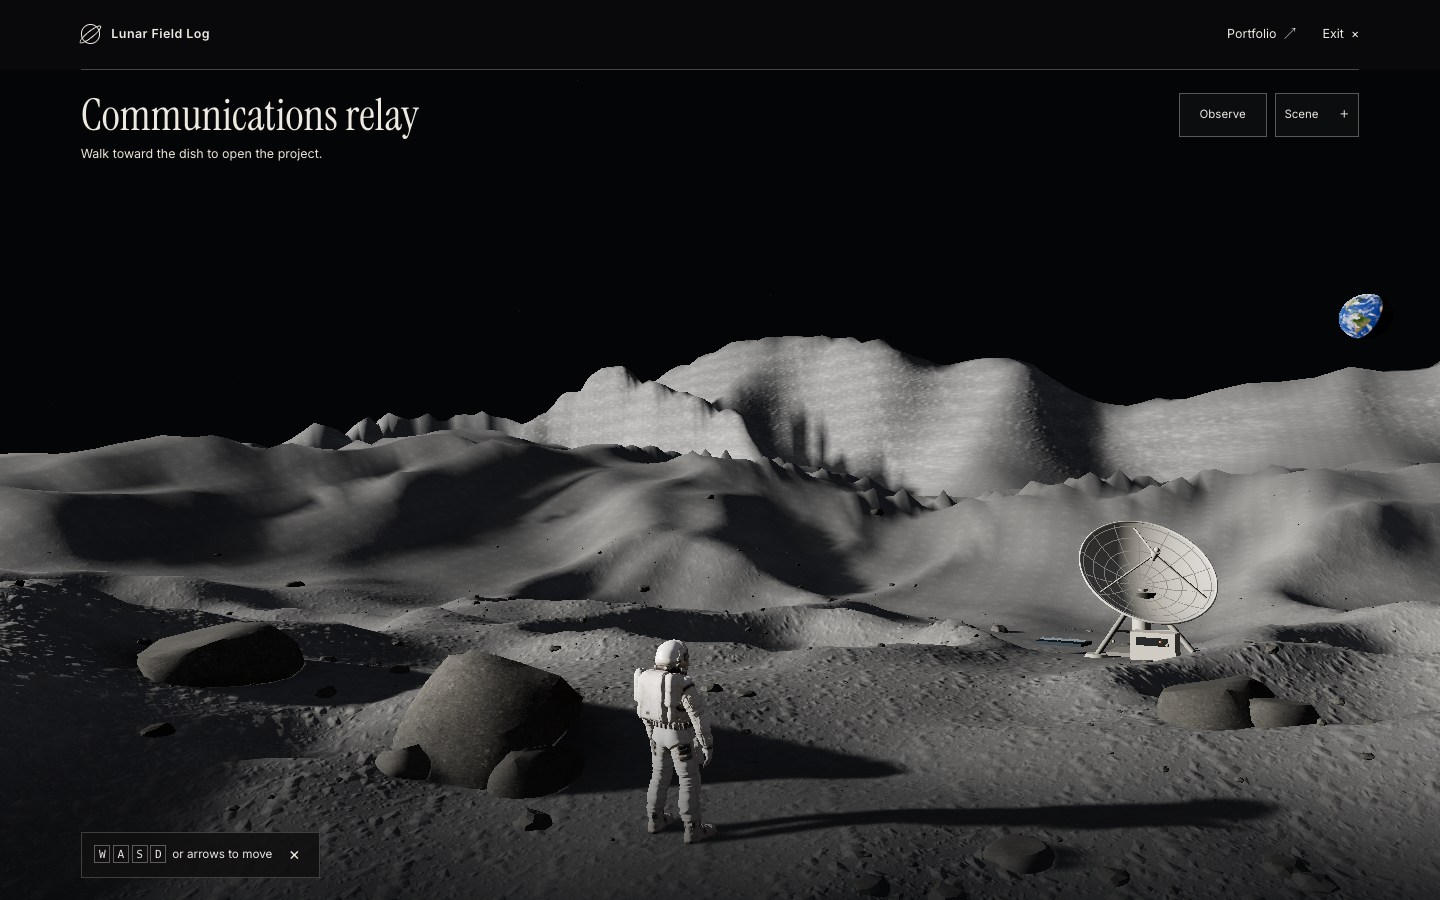 Lunar Field Log
Portfolio ↗ Exit ×
Communications relay
Observe
Scene +
Walk toward the dish to open the project.
W A S D or arrows to move ×